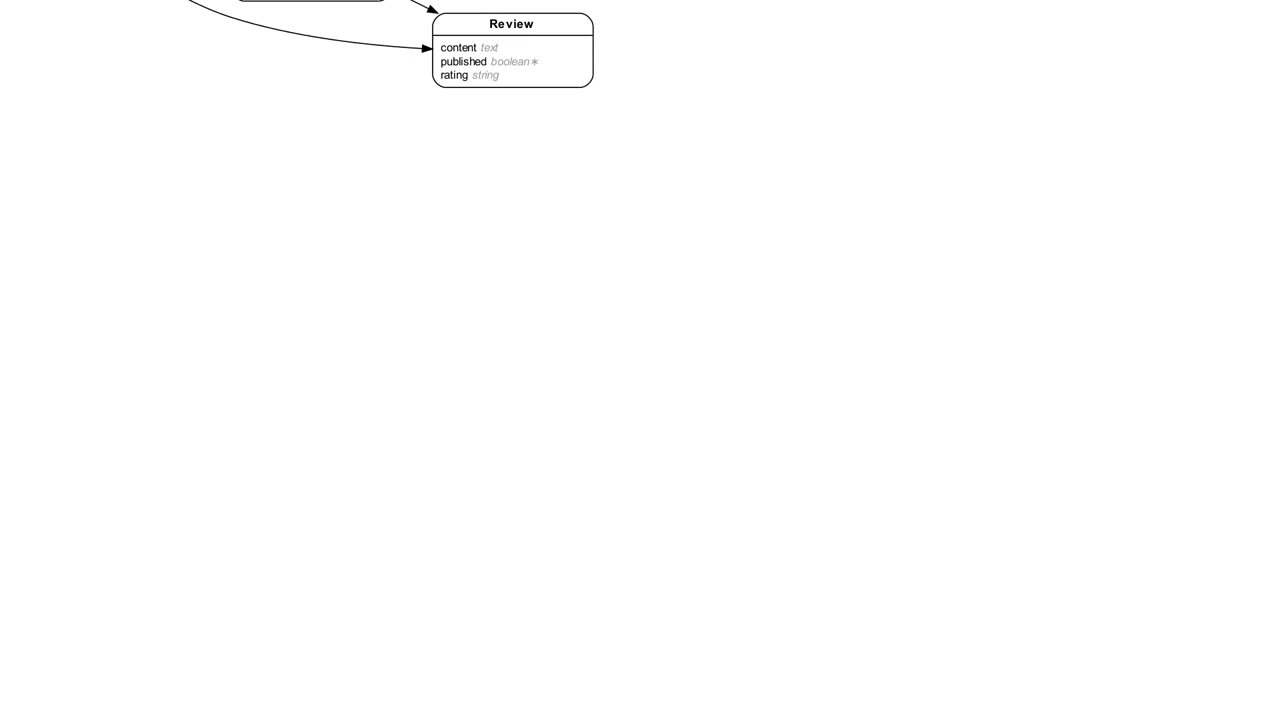 Review
content text
published boolean∗
rating string